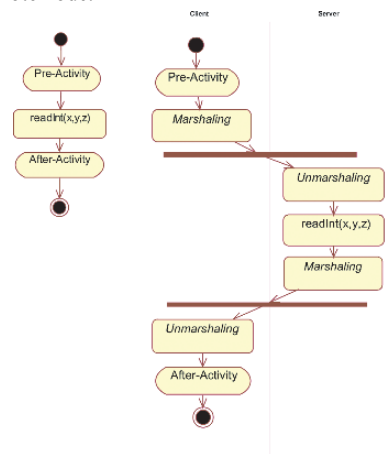 Client
Server
Pre-Activity
readInt(x,y,z)
After-Activity
Pre-Activity
Marshaling
Unmarshaling
readInt(x,y,z)
Marshaling
Unmarshaling
After-Activity